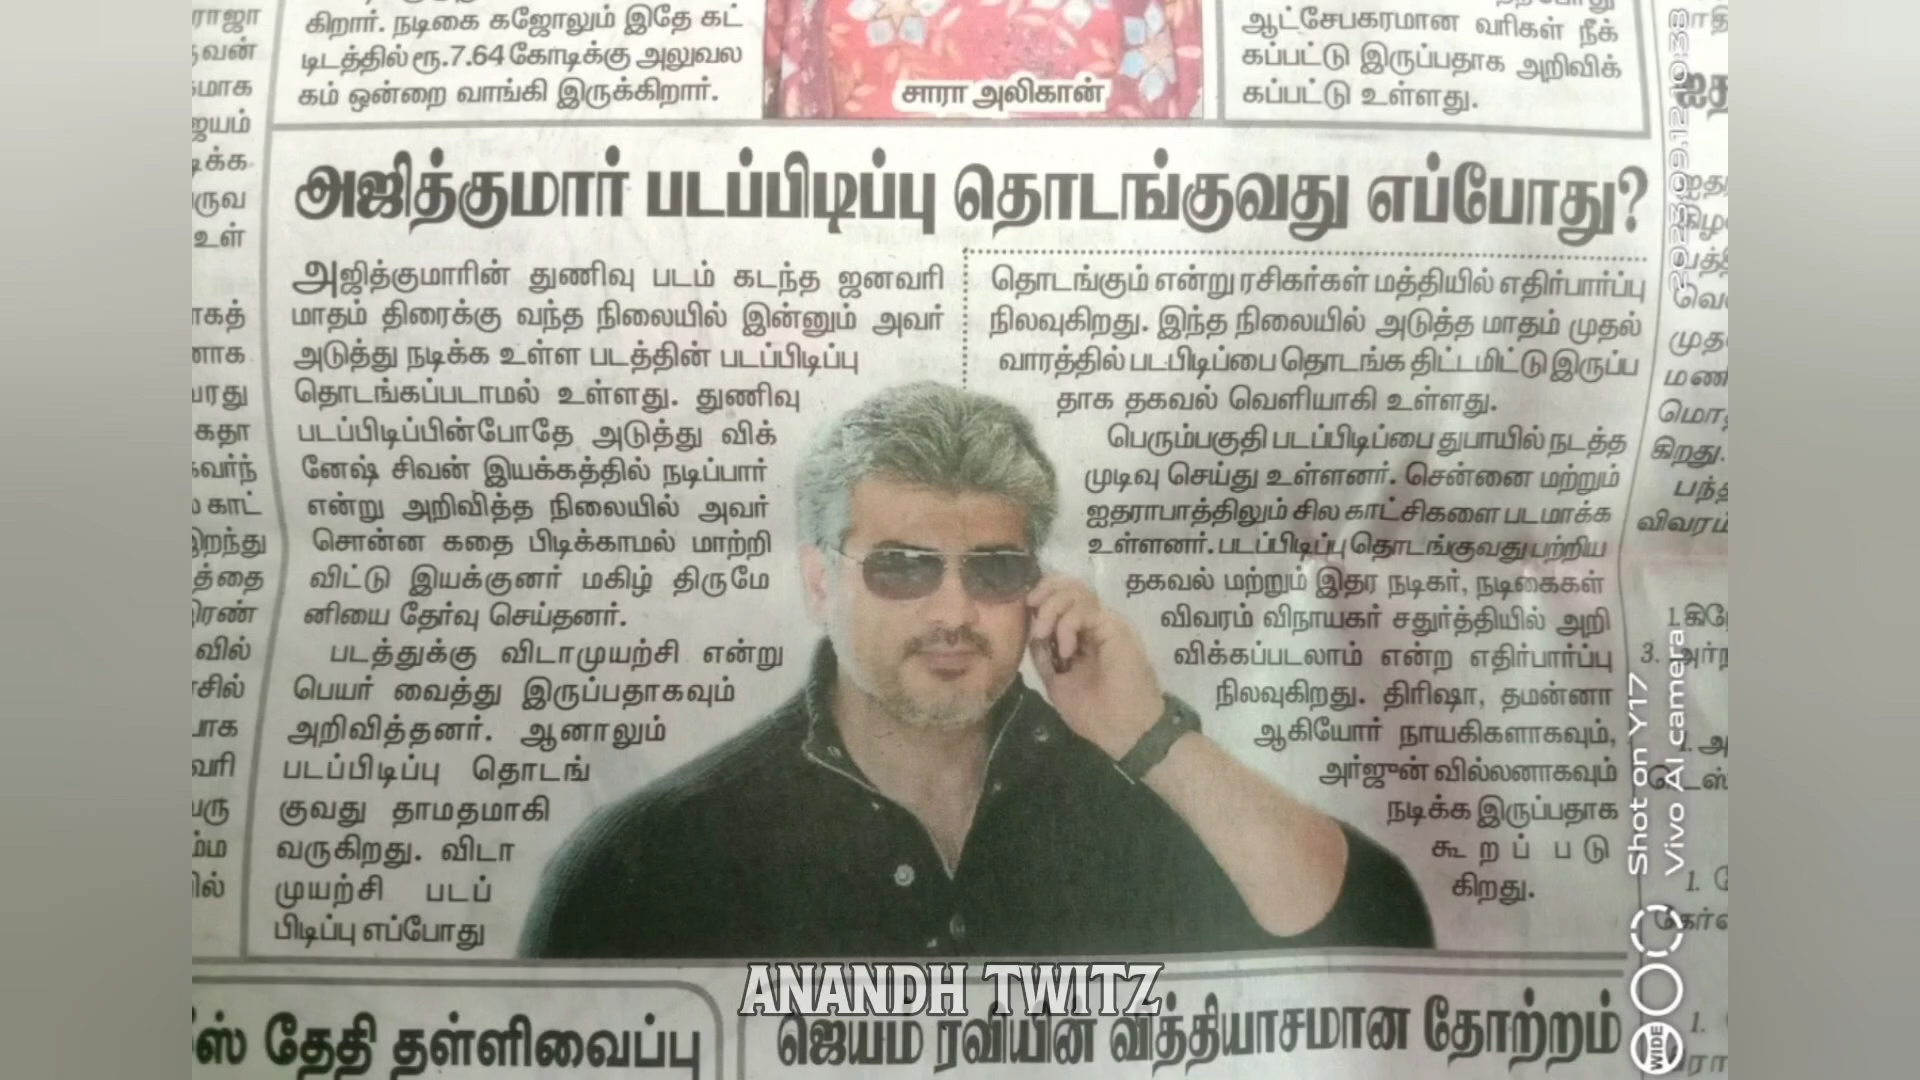 கிறார். நடிகை கஜோலும் இதே கட்
டிடத்தில் ரூ.7.64 கோடிக்கு அலுவல
கம் ஒன்றை வாங்கி இருக்கிறார்.
சாரா அலிகான்
ஆட்சேபகரமான வரிகள் நீக்
கப்பட்டு இருப்பதாக அறிவிக்
கப்பட்டு உள்ளது.
அஜித்குமார் படப்பிடிப்பு தொடங்குவது எப்போது?
அஜித்குமாரின் துணிவு படம் கடந்த ஜனவரி
மாதம் திரைக்கு வந்த நிலையில் இன்னும் அவர்
அடுத்து நடிக்க உள்ள படத்தின் படப்பிடிப்பு
தொடங்கப்படாமல் உள்ளது. துணிவு
படப்பிடிப்பின்போதே அடுத்து விக்
னேஷ் சிவன் இயக்கத்தில் நடிப்பார்
என்று அறிவித்த நிலையில் அவர்
சொன்ன கதை பிடிக்காமல் மாற்றி
விட்டு இயக்குனர் மகிழ் திருமே
னியை தேர்வு செய்தனர்.
படத்துக்கு விடாமுயற்சி என்று
பெயர் வைத்து இருப்பதாகவும்
அறிவித்தனர். ஆனாலும்
படப்பிடிப்பு தொடங்
குவது தாமதமாகி
வருகிறது. விடா
முயற்சி படப்
பிடிப்பு எப்போது
தொடங்கும் என்று ரசிகர்கள் மத்தியில் எதிர்பார்ப்பு
நிலவுகிறது. இந்த நிலையில் அடுத்த மாதம் முதல்
வாரத்தில் படபிடிப்பை தொடங்க திட்டமிட்டு இருப்ப
தாக தகவல் வெளியாகி உள்ளது.
பெரும்பகுதி படப்பிடிப்பை துபாயில் நடத்த
முடிவு செய்து உள்ளனர். சென்னை மற்றும்
ஐதராபாத்திலும் சில காட்சிகளை படமாக்க
உள்ளனர். படப்பிடிப்பு தொடங்குவது பற்றிய
தகவல் மற்றும் இதர நடிகர், நடிகைகள்
விவரம் விநாயகர் சதுர்த்தியில் அறி
விக்கப்படலாம் என்ற எதிர்பார்ப்பு
நிலவுகிறது. திரிஷா, தமன்னா
ஆகியோர் நாயகிகளாகவும்,
அர்ஜுன் வில்லனாகவும்
நடிக்க இருப்பதாக
கூறப்படு
கிறது.
ANANDH TWITZ
தேதி தள்ளிவைப்பு
ஜெயம் ரவியின் வித்தியாசமான தோற்றம்
Shot on Y17
Vivo AI camera
2023.09.12 10:38
WIDE